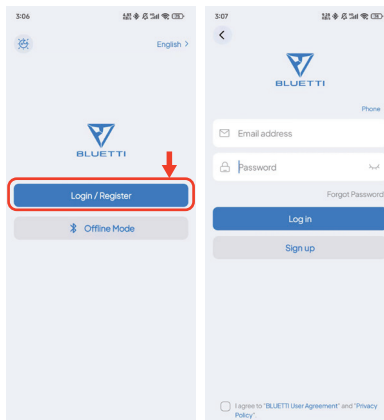 3:06
English >
BLUETTI
Login / Register
Offline Mode
3:07
BLUETTI
Phone
Email address
Password
Forgot Password
Log in
Sign up
I agree to "BLUETTI User Agreement" and "Privacy
Policy".